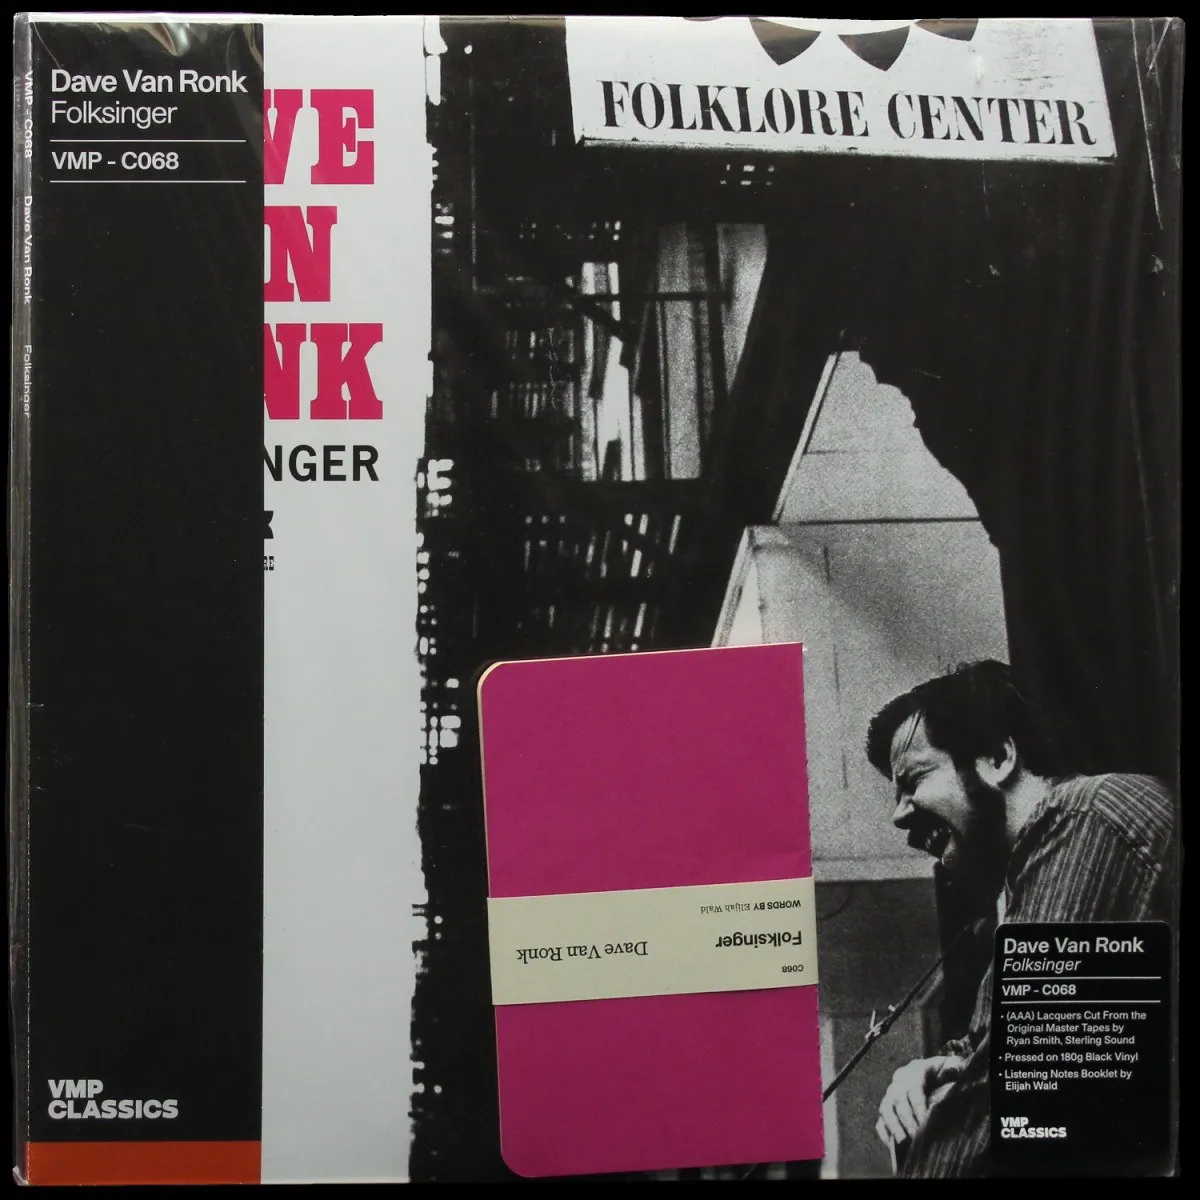 Dave Van Ronk
Folksinger
VMP - C068
VMP - C068 Dave Van Ronk Folksinger
VE
N
NK
NGER
RE
FOLKLORE CENTER
WORDS BY Elijah Wald
Folksinger
Dave Van Ronk
C068
Dave Van Ronk
Folksinger
VMP - C068
• (AAA) Lacquers Cut From the
Original Master Tapes by
Ryan Smith, Sterling Sound
• Pressed on 180g Black Vinyl
• Listening Notes Booklet by
Elijah Wald
VMP
CLASSICS
VMP
CLASSICS